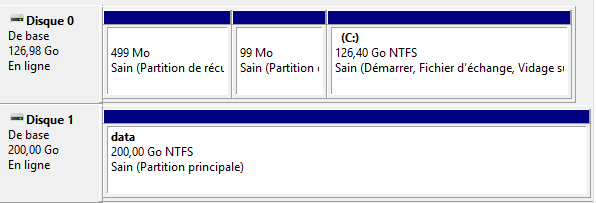 Disque 0
De base
126,98 Go
En ligne
499 Mo
Sain (Partition de récu
99 Mo
Sain (Partition
(C:)
126,40 Go NTFS
Sain (Démarrer, Fichier d'échange, Vidage su
Disque 1
De base
200,00 Go
En ligne
data
200,00 Go NTFS
Sain (Partition principale)